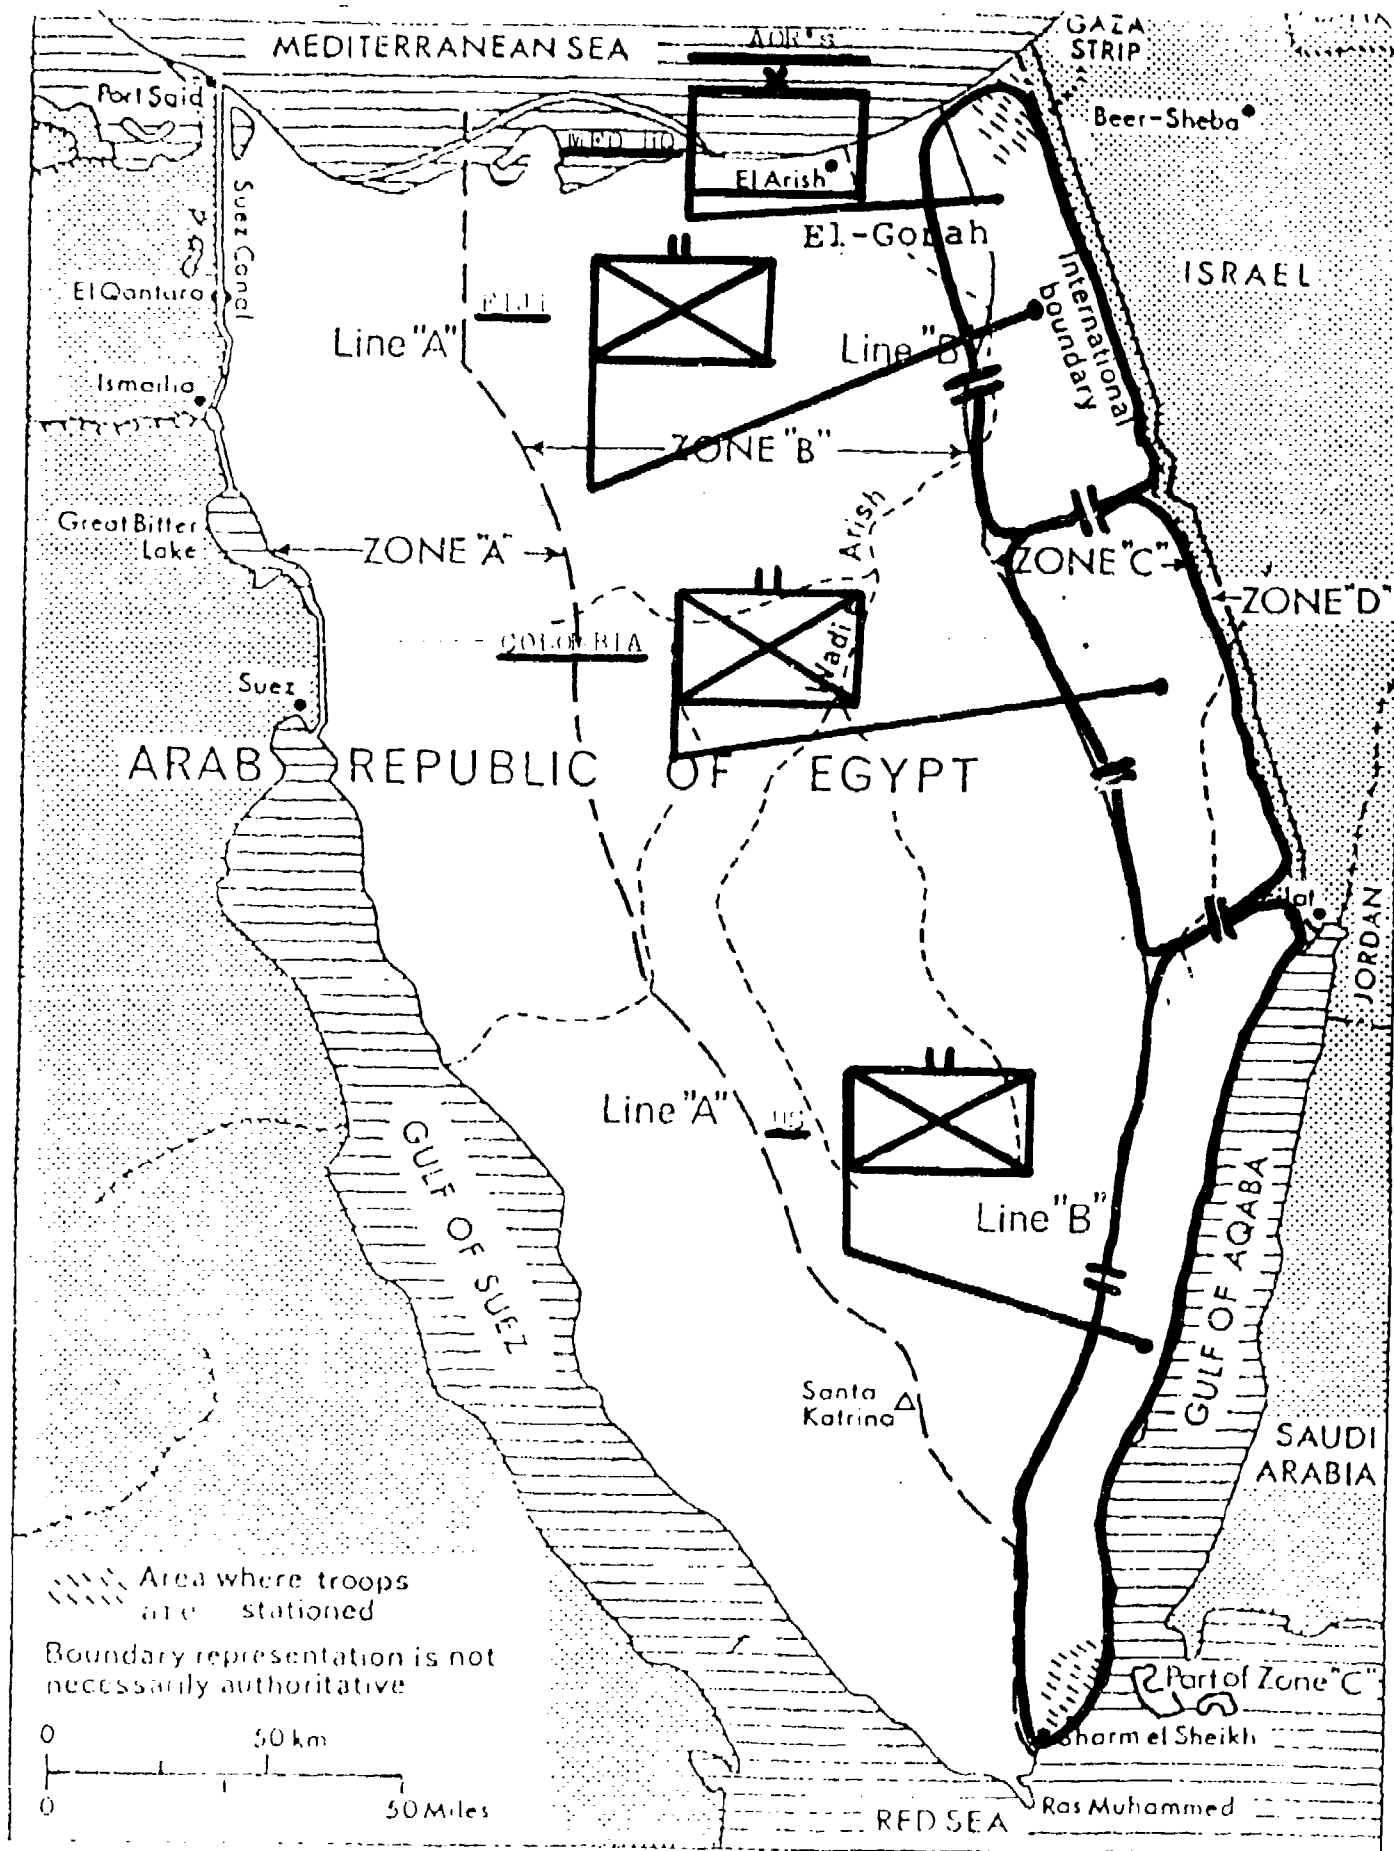 MEDITERRANEAN SEA
AOR's
GAZA
STRIP
Port Said
Beer-Sheba
El Arish
Suez Canal
El-Gorah
ISRAEL
El Qantara
FIJI
International
boundary
Line "A"
Line "B"
Ismailia
ZONE "B"
Great Bitter
Lake
ZONE "A"
Wadi Arish
ZONE "C"
ZONE "D"
COLOMBIA
Suez
ARAB REPUBLIC OF EGYPT
JORDAN
Line "A"
US
Line "B"
GULF OF SUEZ
GULF OF AQABA
Santa
Katrina
SAUDI
ARABIA
Area where troops
are stationed
Boundary representation is not
necessarily authoritative
Part of Zone "C"
Sharm el Sheikh
0 50 km
0 50 Miles
Ras Muhammed
RED SEA